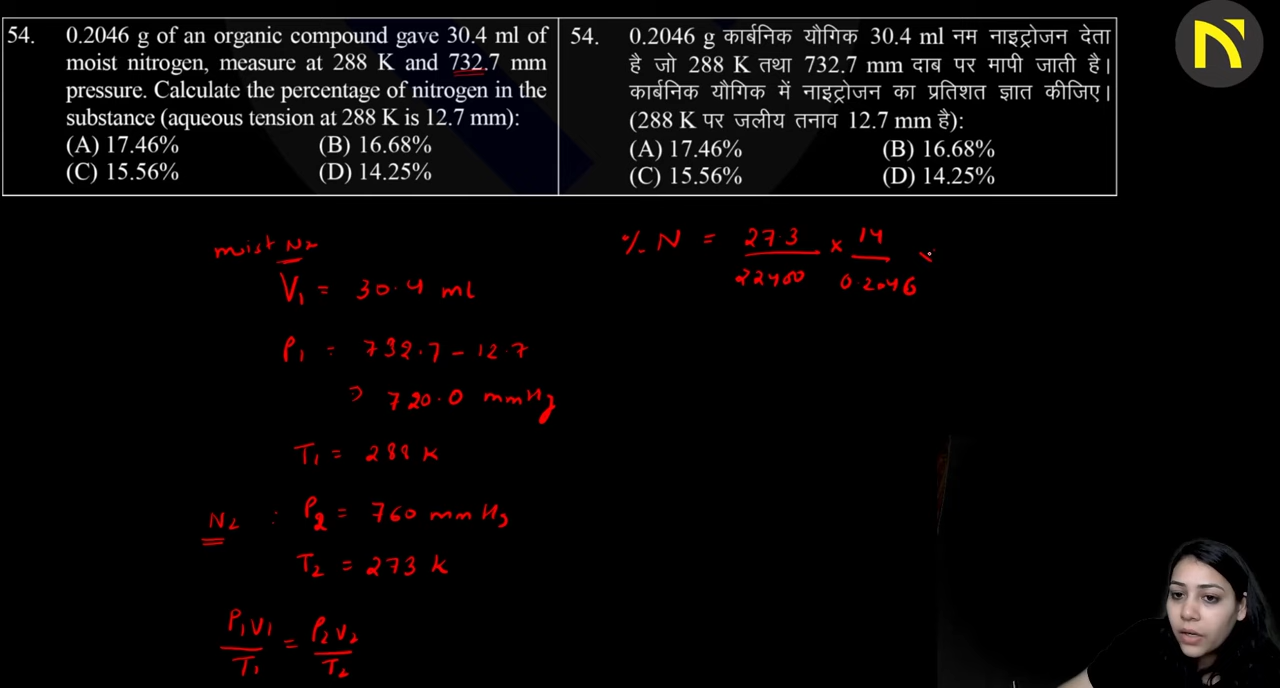 54. 0.2046 g of an organic compound gave 30.4 ml of
moist nitrogen, measure at 288 K and 732.7 mm
pressure. Calculate the percentage of nitrogen in the
substance (aqueous tension at 288 K is 12.7 mm):
(A) 17.46% (B) 16.68%
(C) 15.56% (D) 14.25%
54. 0.2046 g कार्बनिक यौगिक 30.4 ml नम नाइट्रोजन देता
है जो 288 K तथा 732.7 mm दाब पर मापी जाती है।
कार्बनिक यौगिक में नाइट्रोजन का प्रतिशत ज्ञात कीजिए।
(288 K पर जलीय तनाव 12.7 mm है):
(A) 17.46% (B) 16.68%
(C) 15.56% (D) 14.25%
moist N2
V1 = 30.4 ml
P1 = 732.7 - 12.7
720.0 mmHg
T1 = 288 K
N2 : P2 = 760 mm Hg
T2 = 273 K
P1V1/T1 = P2V2/T2
% N = 27.3/22400 × 14/0.2046 ×